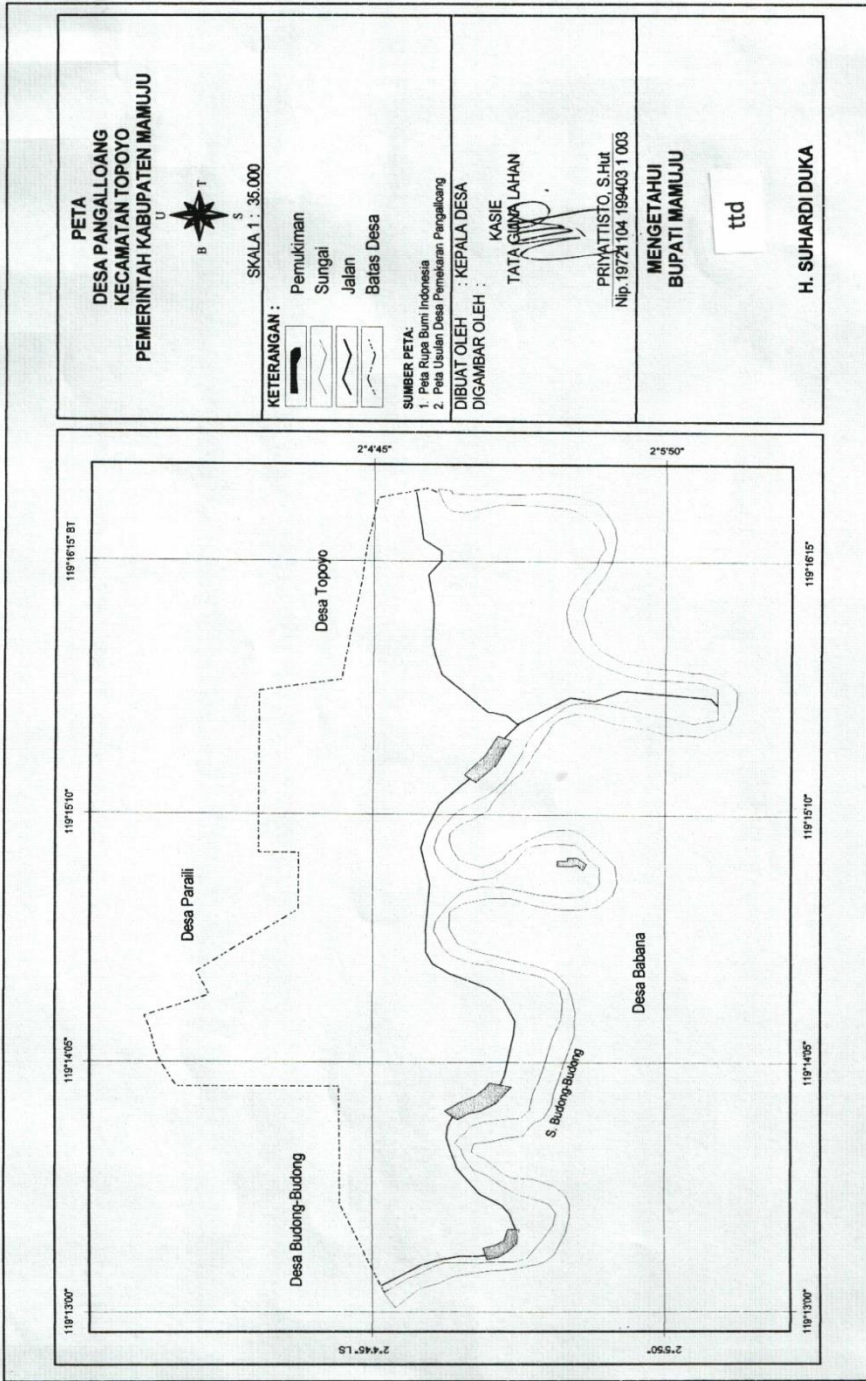 PETA
DESA PANGALLOANG
KECAMATAN TOPOYO
PEMERINTAH KABUPATEN MAMUJU
U
B
T
S
SKALA 1 : 35.000
KETERANGAN :
Pemukiman
Sungai
Jalan
Batas Desa
SUMBER PETA:
1. Peta Rupa Bumi Indonesia
2. Peta Usulan Desa Pemekaran Pangalloang
DIBUAT OLEH : KEPALA DESA
DIGAMBAR OLEH :
KASIE
TATA GUNA LAHAN
PRIYATTISTO, S.Hut
Nip.19721104 199403 1 003
MENGETAHUI
BUPATI MAMUJU
ttd
H. SUHARDI DUKA
119°13'00"
119°14'05"
119°15'10"
119°16'15" BT
2°4'45" LS
2°4'45"
2°5'50"
2°5'50"
Desa Budong-Budong
Desa Paraili
Desa Topoyo
S. Budong-Budong
Desa Babana
119°13'00"
119°14'05"
119°15'10"
119°16'15"